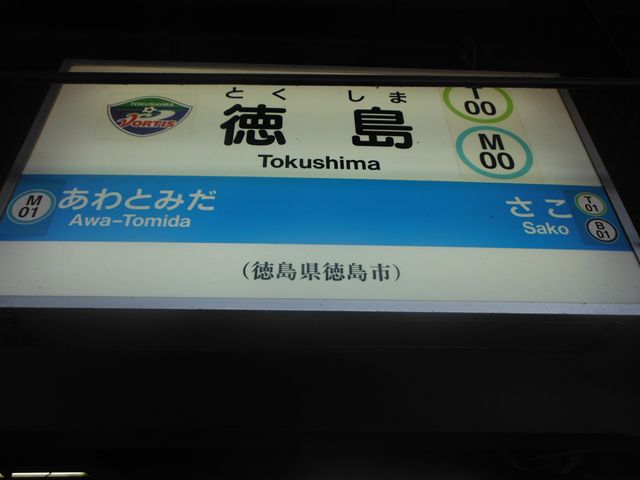 TOKUSHIMA
VORTIS
とくしま
徳島
Tokushima
T 00
M 00
M 01
あわとみだ
Awa-Tomida
さこ
Sako
T 01
B 01
(徳島県徳島市)